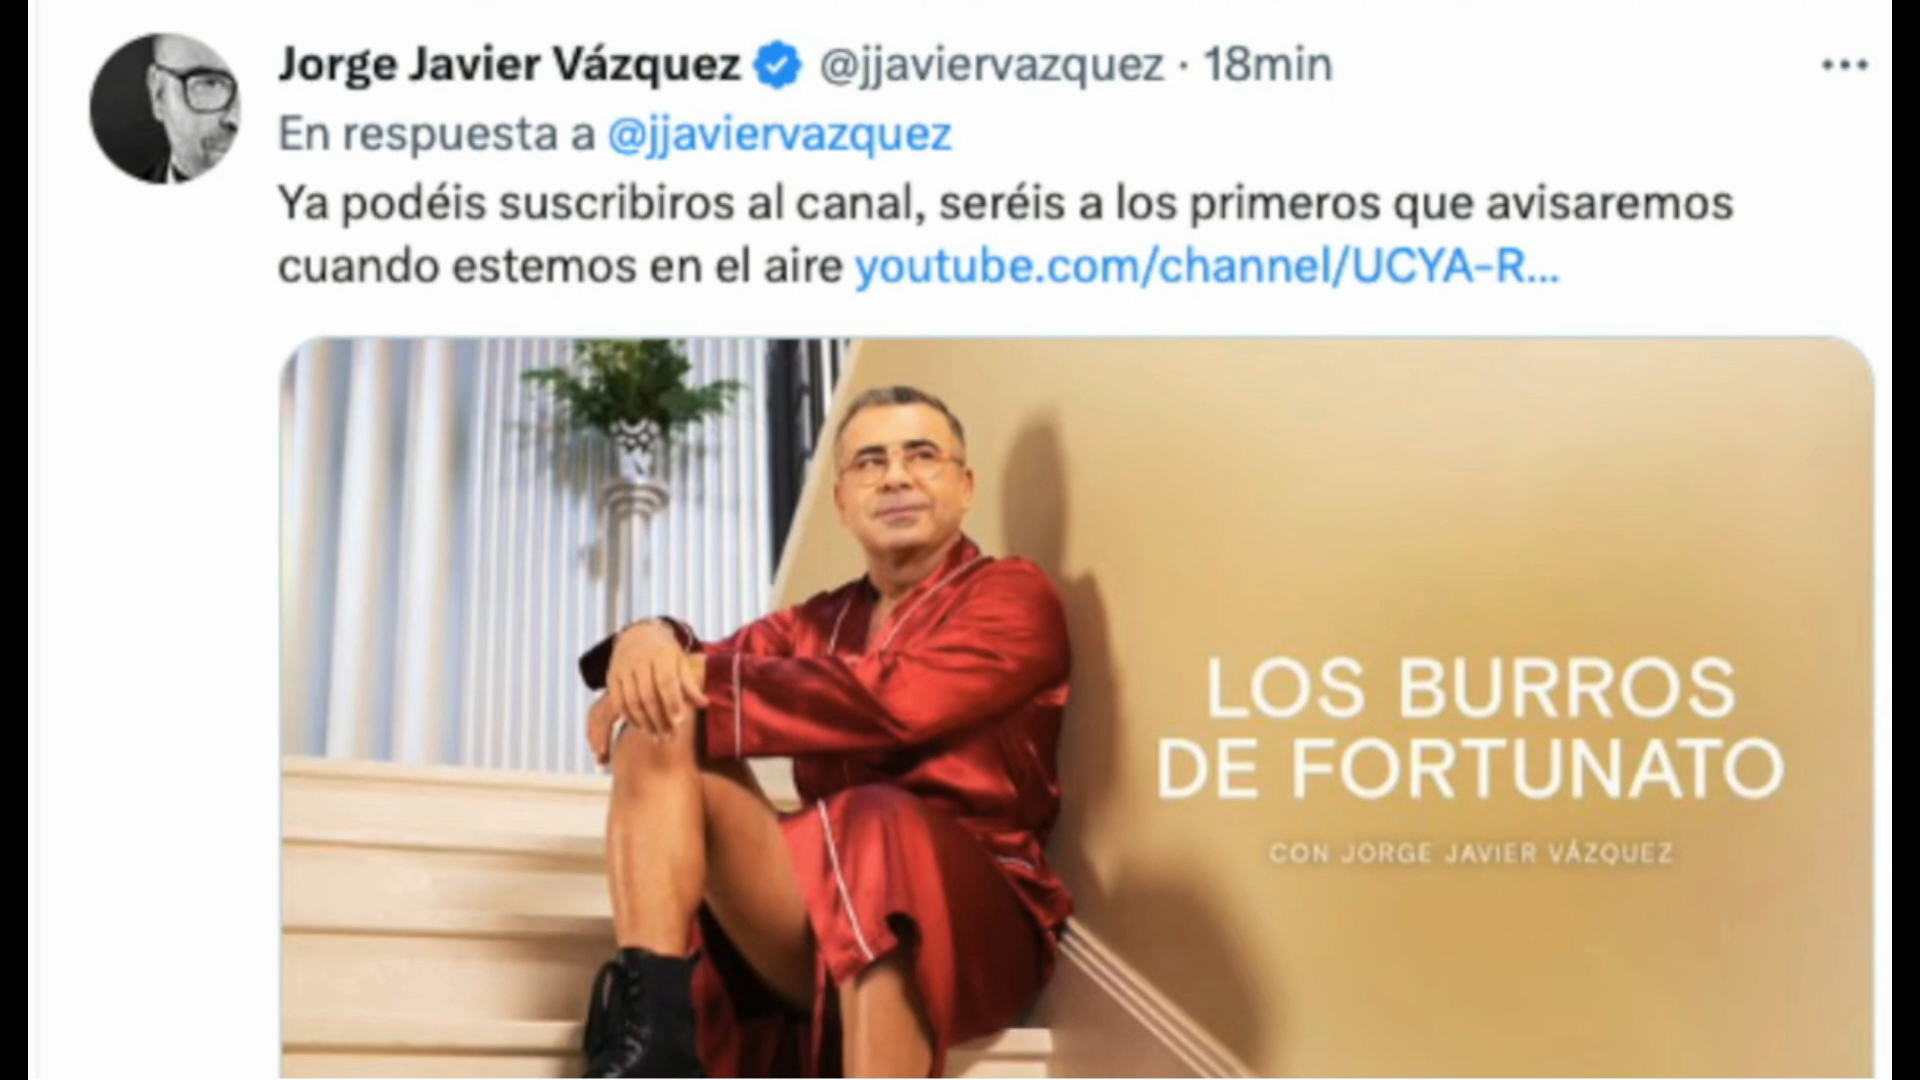 Jorge Javier Vázquez @jjaviervazquez · 18min
En respuesta a @jjaviervazquez
Ya podéis suscribiros al canal, seréis a los primeros que avisaremos
cuando estemos en el aire youtube.com/channel/UCYA-R...
LOS BURROS
DE FORTUNATO
CON JORGE JAVIER VÁZQUEZ